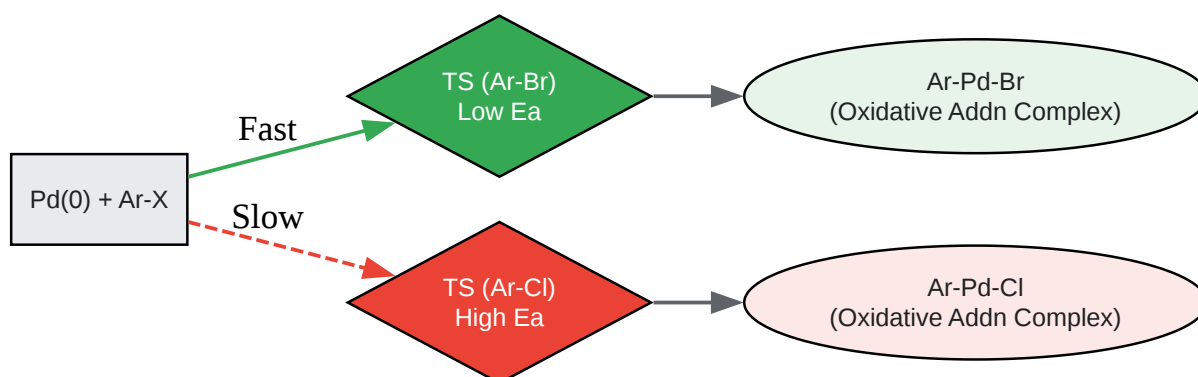 Pd(0) + Ar-X
Fast
Slow
TS (Ar-Br)
Low Ea
Ar-Pd-Br
(Oxidative Addn Complex)
TS (Ar-Cl)
High Ea
Ar-Pd-Cl
(Oxidative Addn Complex)